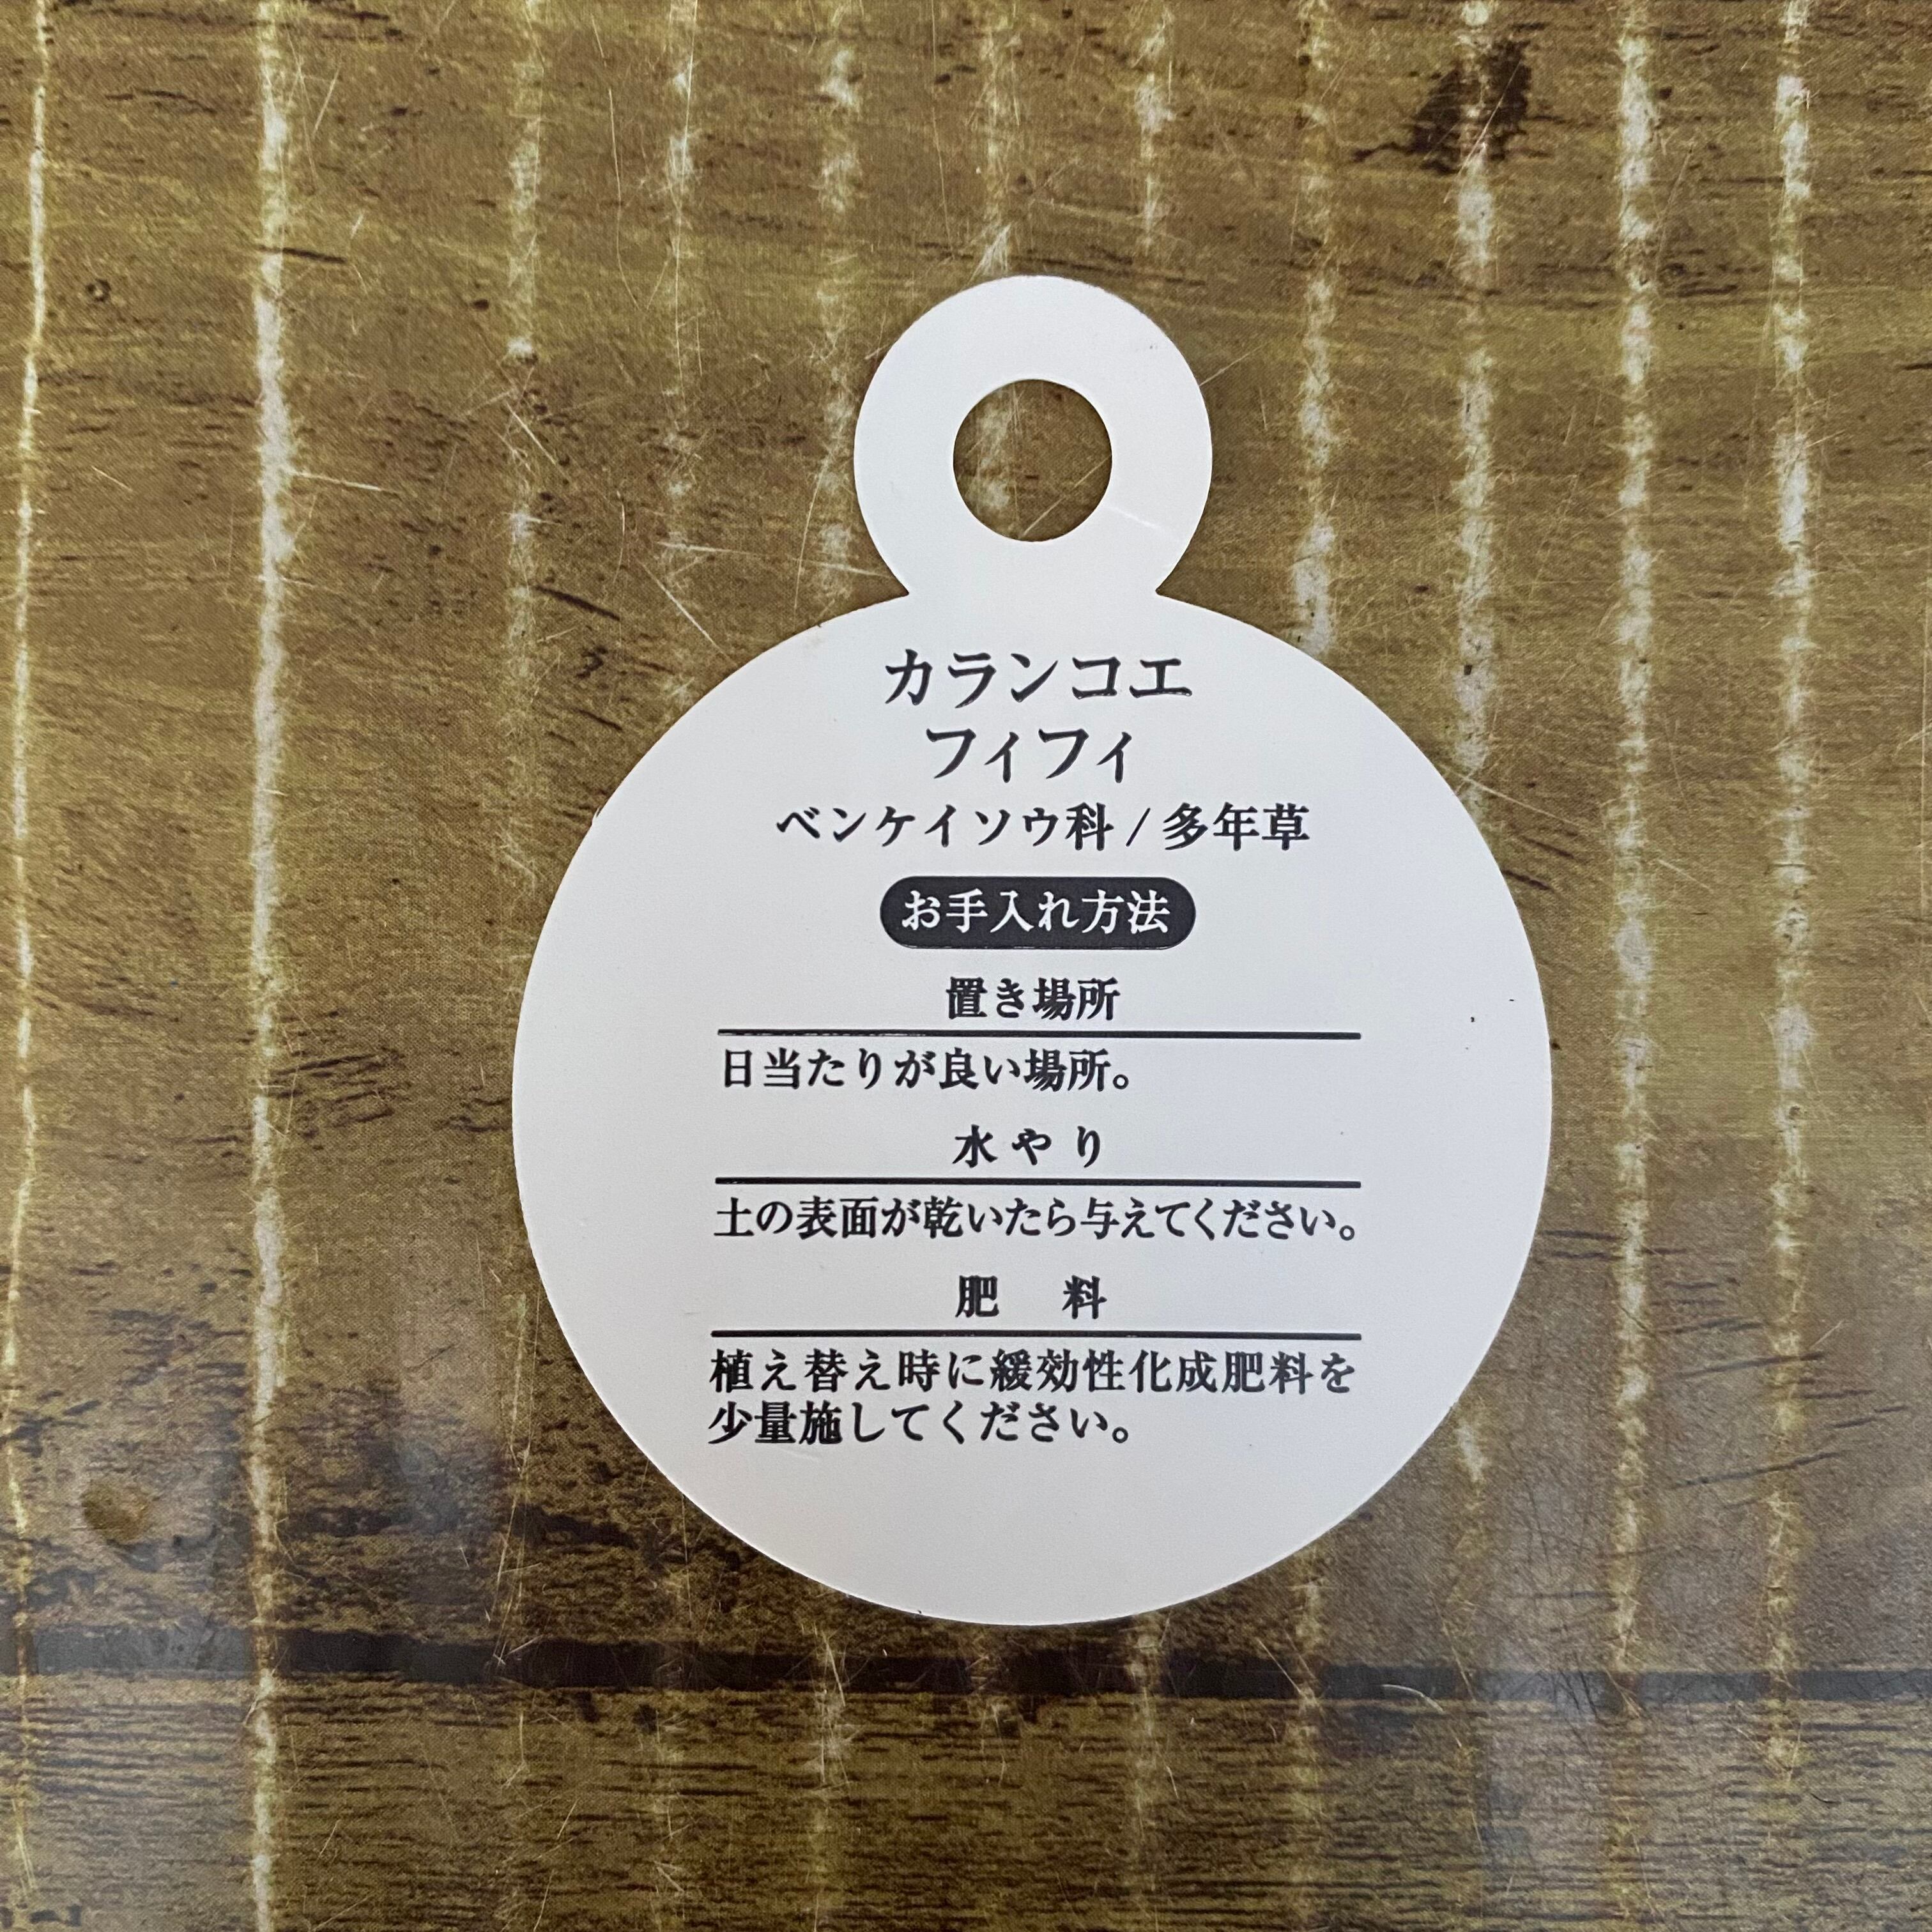 カランコエ
フィフィ
ベンケイソウ科/多年草
お手入れ方法
置き場所
日当たりが良い場所。
水やり
土の表面が乾いたら与えてください。
肥料
植え替え時に緩効性化成肥料を
少量施してください。